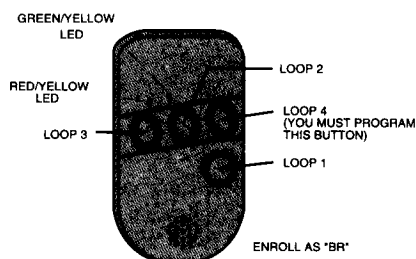 GREEN/YELLOW
LED
LOOP 2
RED/YELLOW
LED
LOOP 4
(YOU MUST PROGRAM
THIS BUTTON)
LOOP 3
LOOP 1
ENROLL AS "BR"